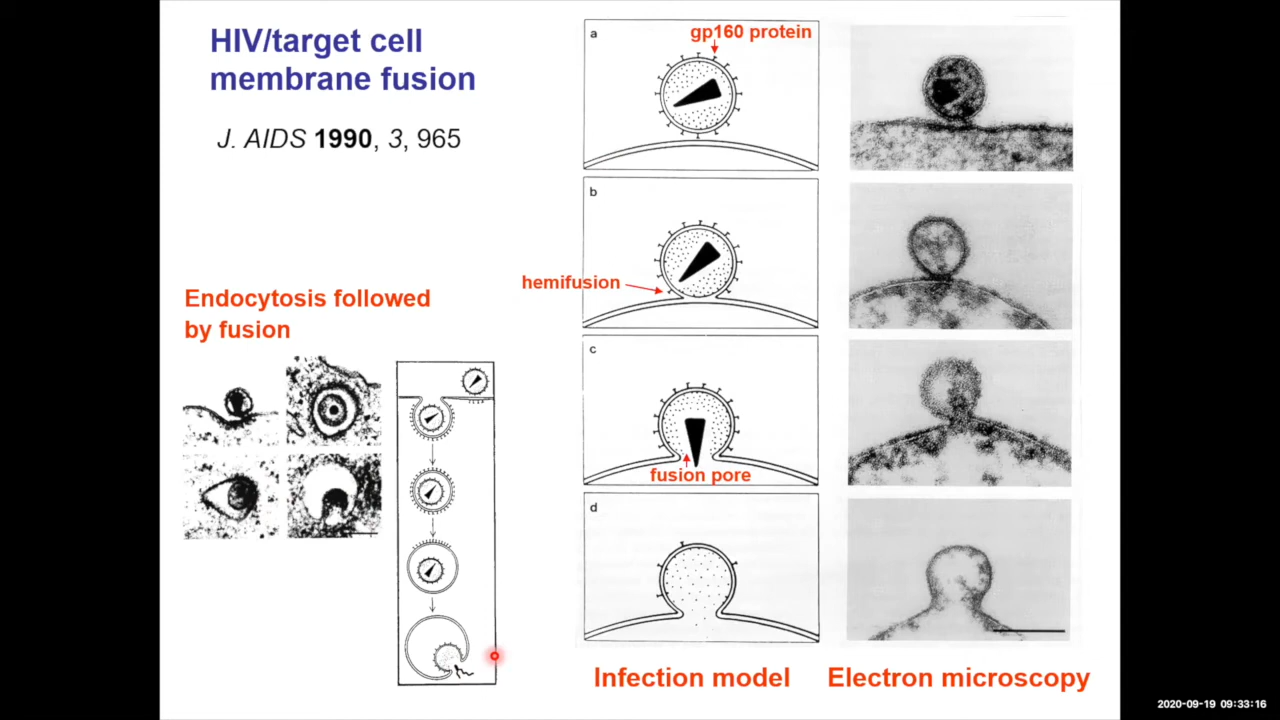 HIV/target cell
membrane fusion
J. AIDS 1990, 3, 965
Endocytosis followed
by fusion
a
gp160 protein
b
hemifusion
c
fusion pore
d
Infection model
Electron microscopy
2020-09-19 09:33:16